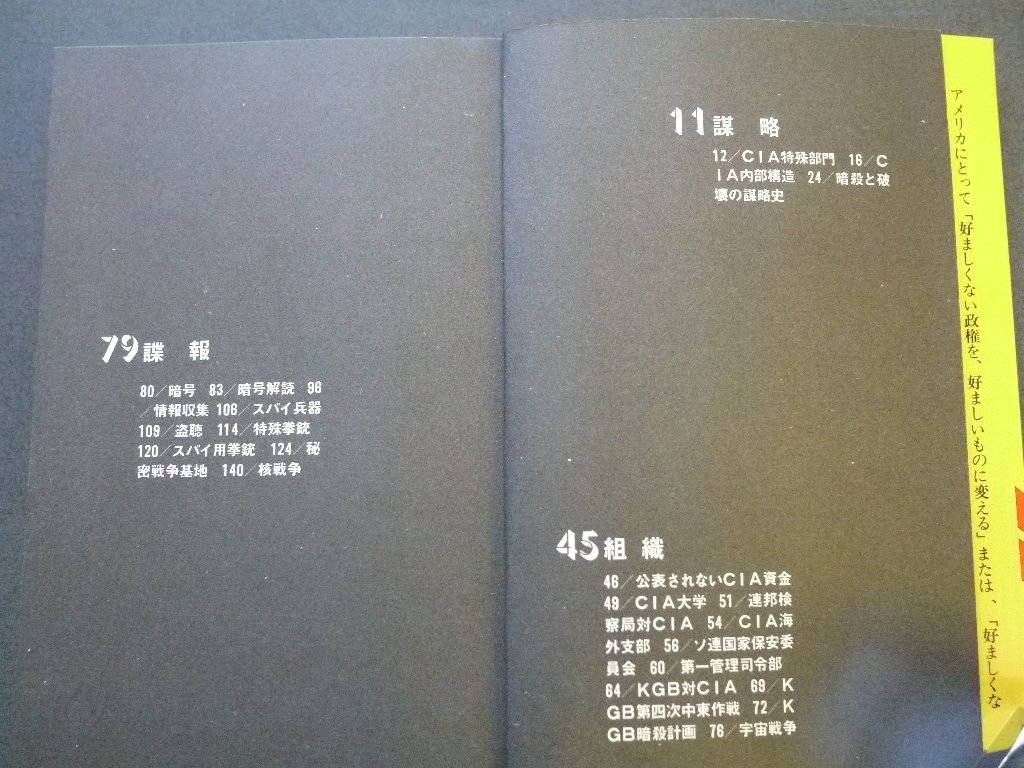 11 謀略
12／CIA特殊部門 16／C
IA内部構造 24／暗殺と破
壊の謀略史
45 組織
46／公表されないCIA資金
49／CIA大学 51／連邦検
察局対CIA 54／CIA海
外支部 56／ソ連国家保安委
員会 60／第一管理司令部
64／KGB対CIA 69／K
GB第四次中東作戦 72／K
GB暗殺計画 76／宇宙戦争
79 諜報
80／暗号 83／暗号解読 96
／情報収集 106／スパイ兵器
109／盗聴 114／特殊拳銃
120／スパイ用拳銃 124／秘
密戦争基地 140／核戦争
アメリカにとって「好ましくない政権を、好ましいものに変える」または、「好ましくな